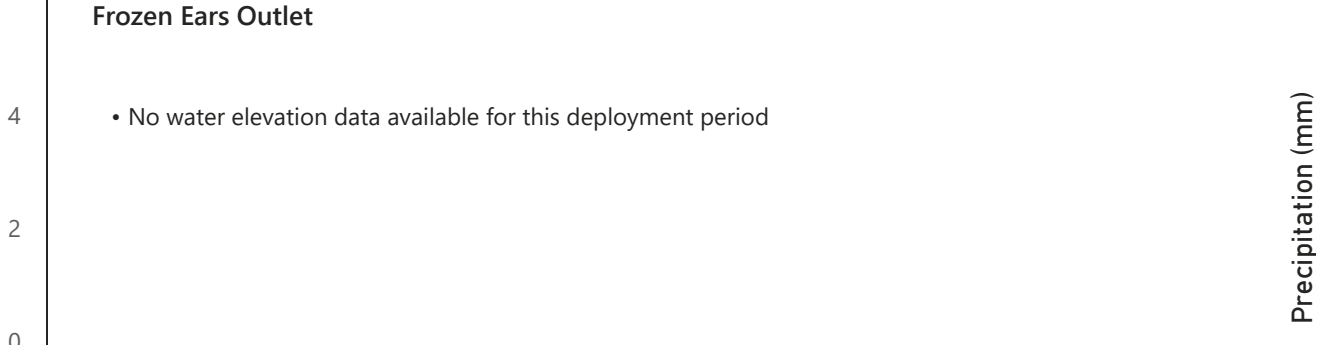 Frozen Ears Outlet
4
• No water elevation data available for this deployment period
2
0
Precipitation (mm)